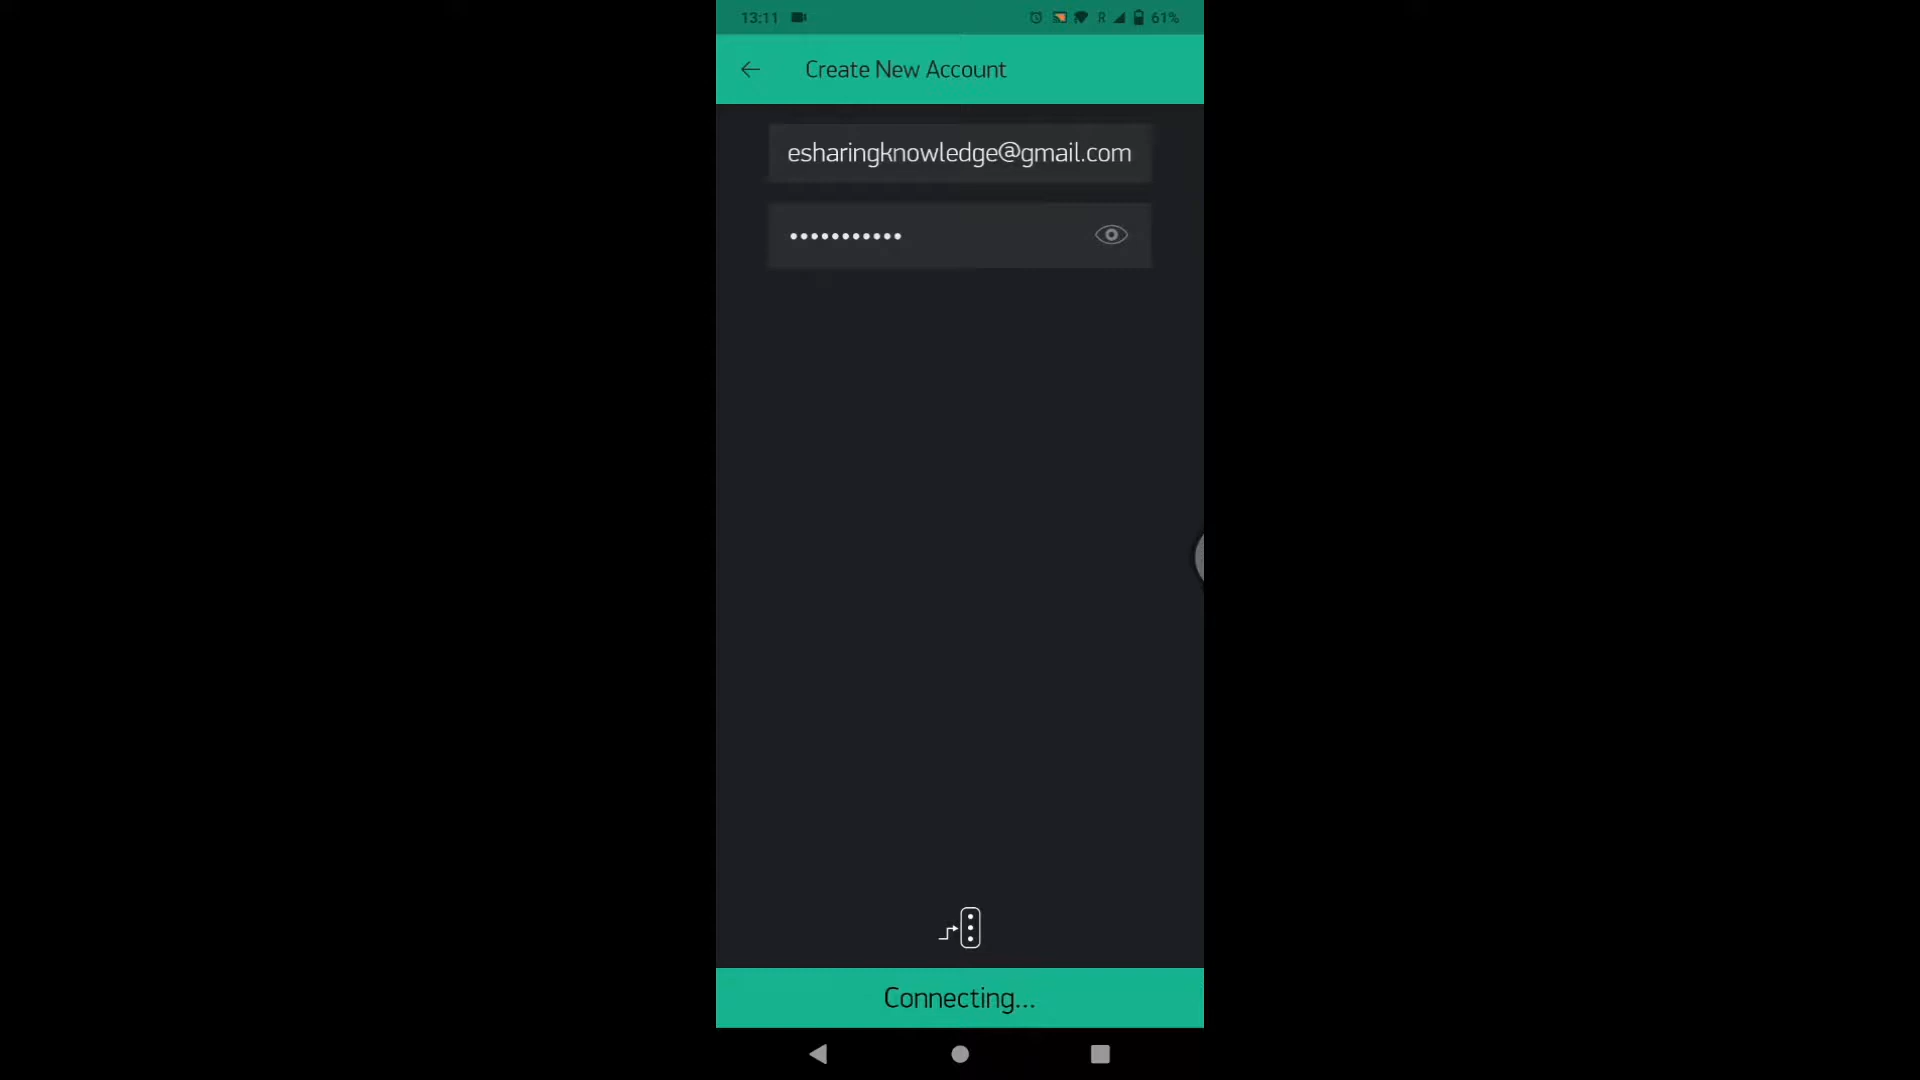 13:11 R 61%
Create New Account
esharingknowledge@gmail.com
•••••••••••
Connecting...